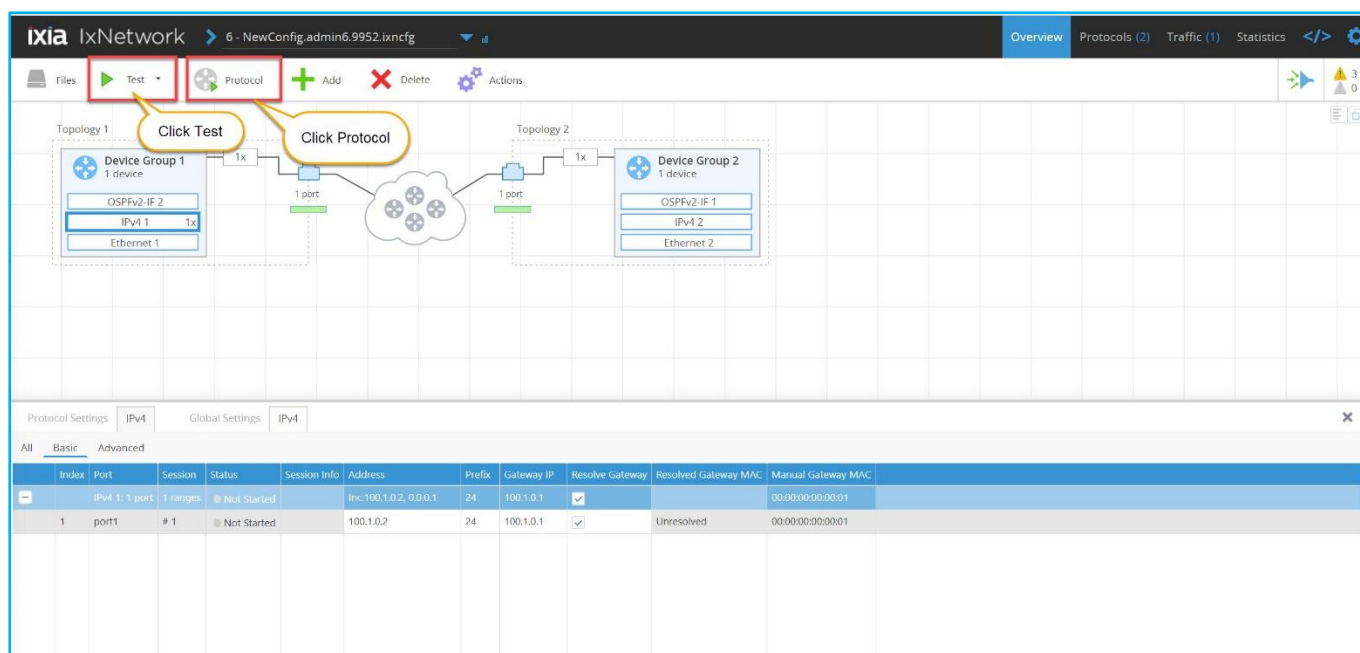 ixia IxNetwork 6 - NewConfig.admin6.9952.ixncfg Overview Protocols (2) Traffic (1) Statistics </>
Files Test Protocol Add Delete Actions 3
0
Topology 1 Click Test Click Protocol Topology 2
Device Group 1 1x 1x Device Group 2
1 device 1 device
1 port 1 port
OSPFv2-IF 2 OSPFv2-IF 1
IPv4 1 1x IPv4 2
Ethernet 1 Ethernet 2
Protocol Settings IPv4 Global Settings IPv4
All Basic Advanced
Index Port Session Status Session Info Address Prefix Gateway IP Resolve Gateway Resolved Gateway MAC Manual Gateway MAC
IPv4 1: 1 port 1 ranges Not Started Inc:100.1.0.2, 0.0.0.1 24 100.1.0.1 00:00:00:00:00:01
1 port1 # 1 Not Started 100.1.0.2 24 100.1.0.1 Unresolved 00:00:00:00:00:01